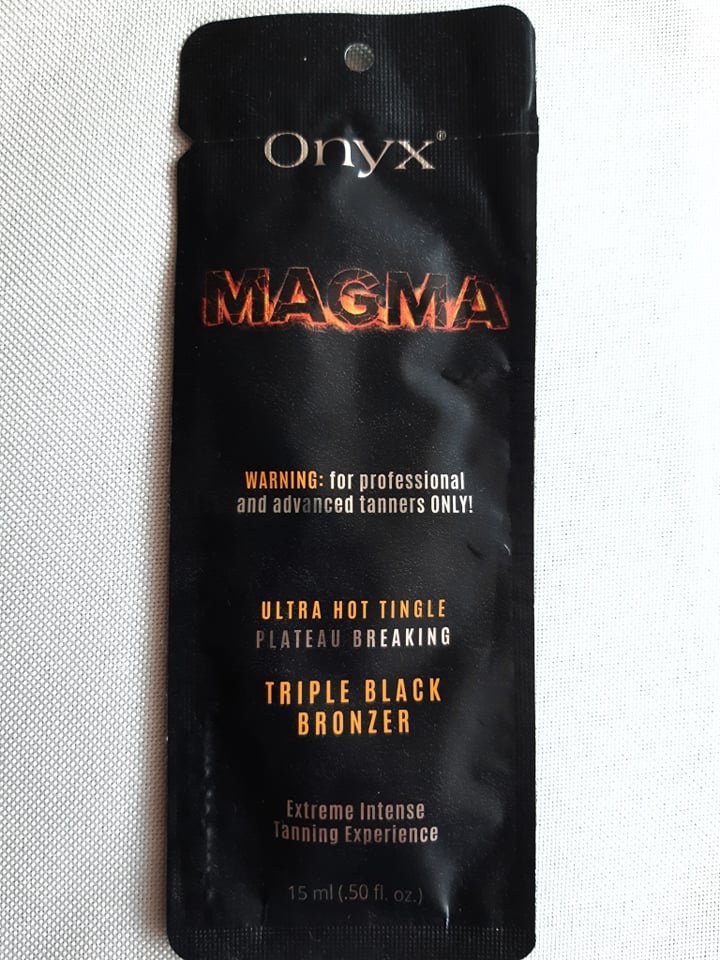 Onyx®
MAGMA
WARNING: for professional
and advanced tanners ONLY!
ULTRA HOT TINGLE
PLATEAU BREAKING
TRIPLE BLACK
BRONZER
Extreme Intense
Tanning Experience
15 ml (.50 fl. oz.)